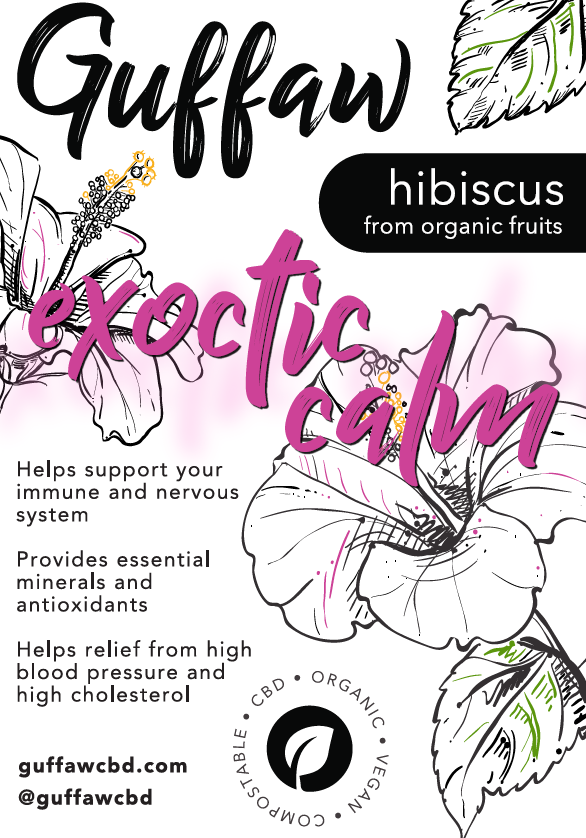 Guffaw
hibiscus
from organic fruits
exoctic
calm
Helps support your
immune and nervous
system
Provides essential
minerals and
antioxidants
Helps relief from high
blood pressure and
high cholesterol
guffawcbd.com
@guffawcbd
COMPOSTABLE • CBD • ORGANIC • VEGAN •